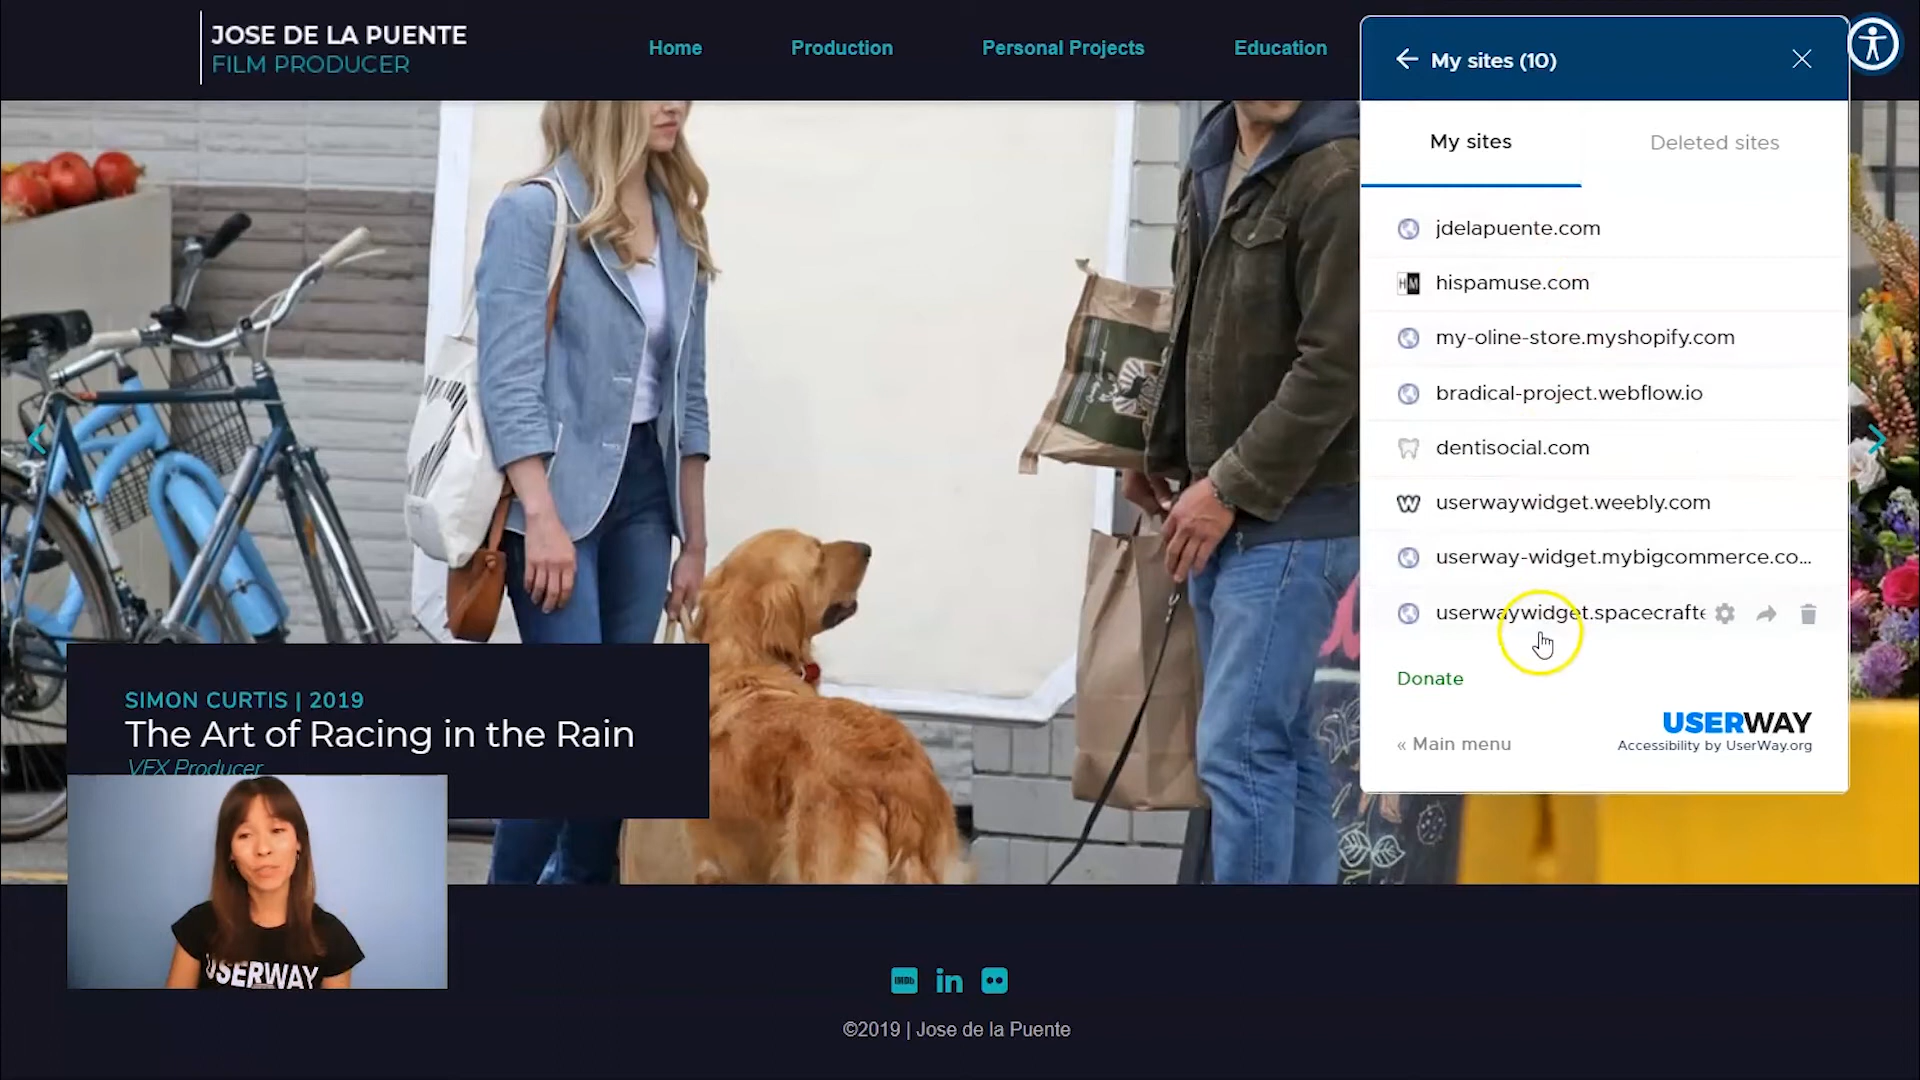 JOSE DE LA PUENTE
FILM PRODUCER
Home
Production
Personal Projects
Education
My sites (10)
My sites
Deleted sites
jdelapuente.com
HM
hispamuse.com
my-oline-store.myshopify.com
bradical-project.webflow.io
dentisocial.com
userwaywidget.weebly.com
userway-widget.mybigcommerce.co...
userwaywidget.spacecrafte
Donate
USERWAY
Accessibility by UserWay.org
« Main menu
SIMON CURTIS | 2019
The Art of Racing in the Rain
VFX Producer
USERWAY
IMDb
in
©2019 | Jose de la Puente